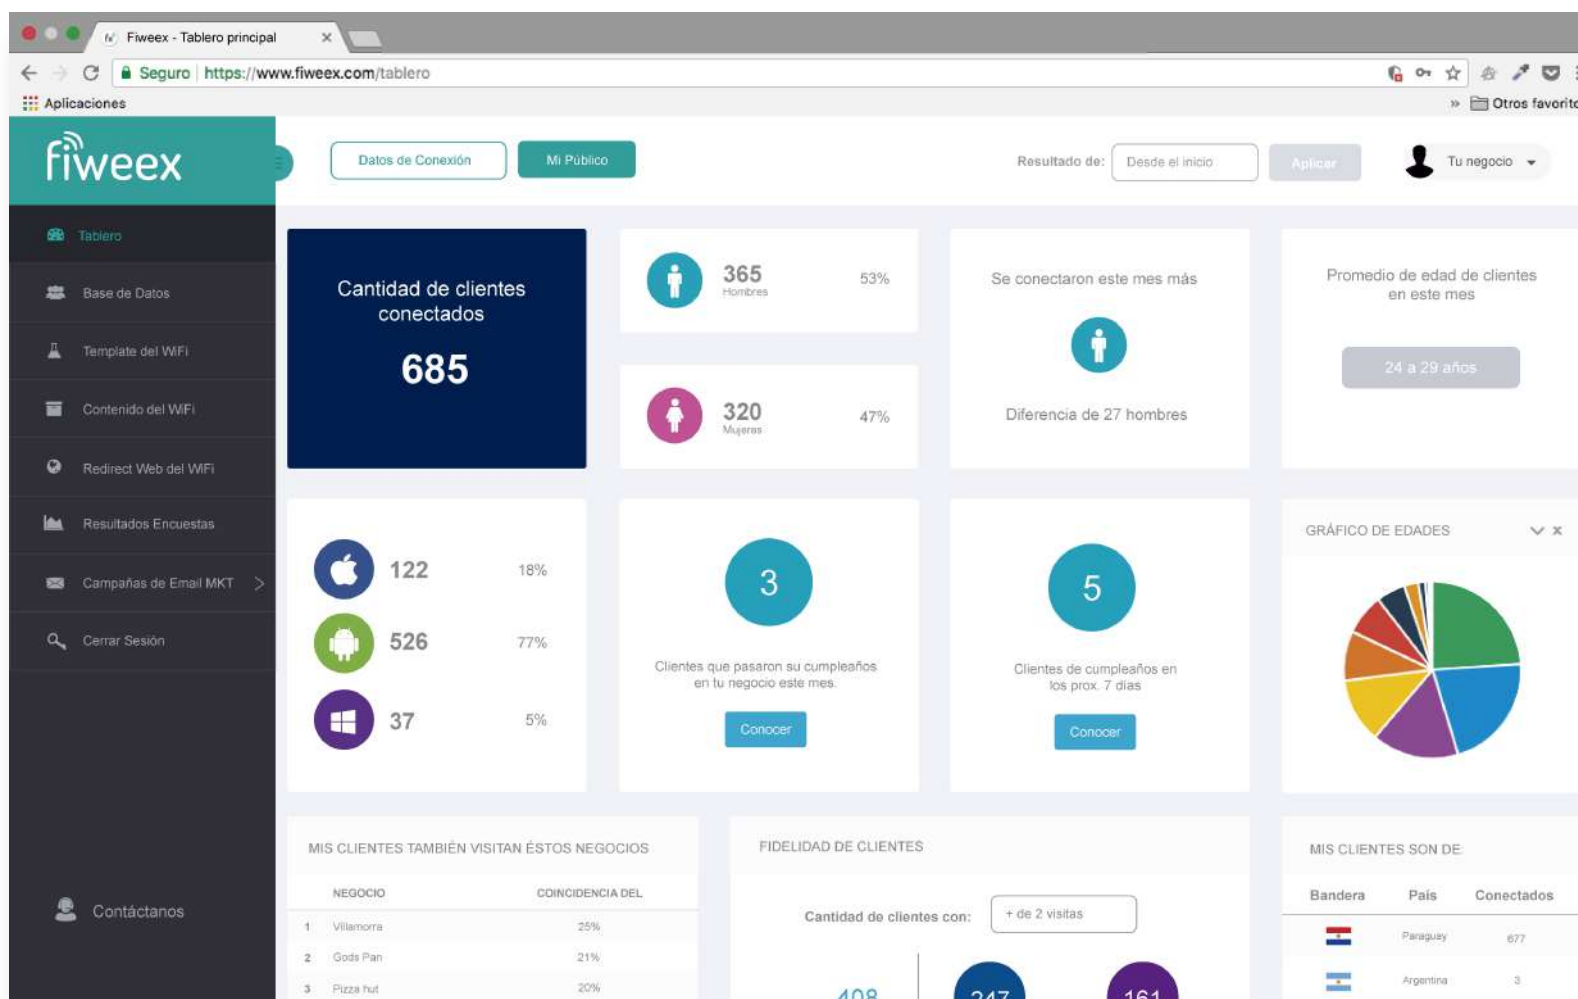 Fiweex - Tablero principal
Seguro https://www.fiweex.com/tablero
Aplicaciones
Otros favorito
fiweex
Datos de Conexión
Mi Público
Resultado de:
Desde el inicio
Aplicar
Tu negocio
Tablero
Base de Datos
Template del WiFi
Contenido del WiFi
Redirect Web del WiFi
Resultados Encuestas
Campañas de Email MKT
Cerrar Sesión
Contáctanos
Cantidad de clientes
conectados
685
365
Hombres
53%
320
Mujeres
47%
Se conectaron este mes más
Diferencia de 27 hombres
Promedio de edad de clientes
en este mes
24 a 29 años
122 18%
526 77%
37 5%
3
Clientes que pasaron su cumpleaños
en tu negocio este mes.
Conocer
5
Clientes de cumpleaños en
los prox. 7 dias
Conocer
GRÁFICO DE EDADES
MIS CLIENTES TAMBIÉN VISITAN ÉSTOS NEGOCIOS
NEGOCIO COINCIDENCIA DEL
1 Villamorra 25%
2 Gods Pan 21%
3 Pizza hut 20%
FIDELIDAD DE CLIENTES
Cantidad de clientes con: + de 2 visitas
408 247 161
MIS CLIENTES SON DE:
Bandera País Conectados
Paraguay 677
Argentina 3